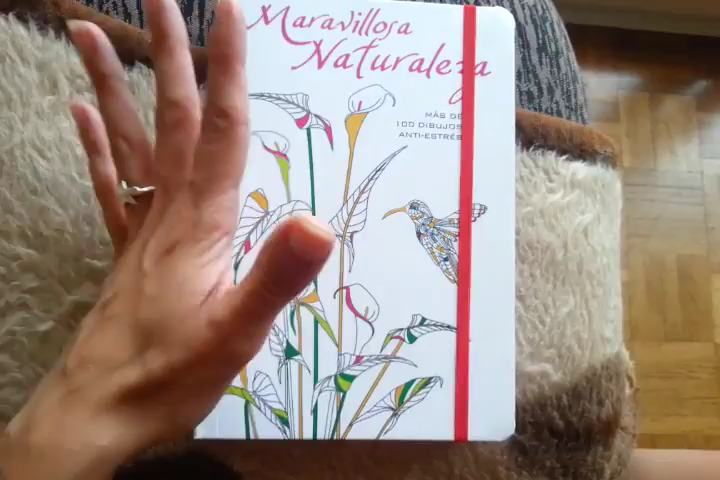 Maravillosa
Naturaleza
MÁS DE
100 DIBUJOS
ANTI-ESTRÉS